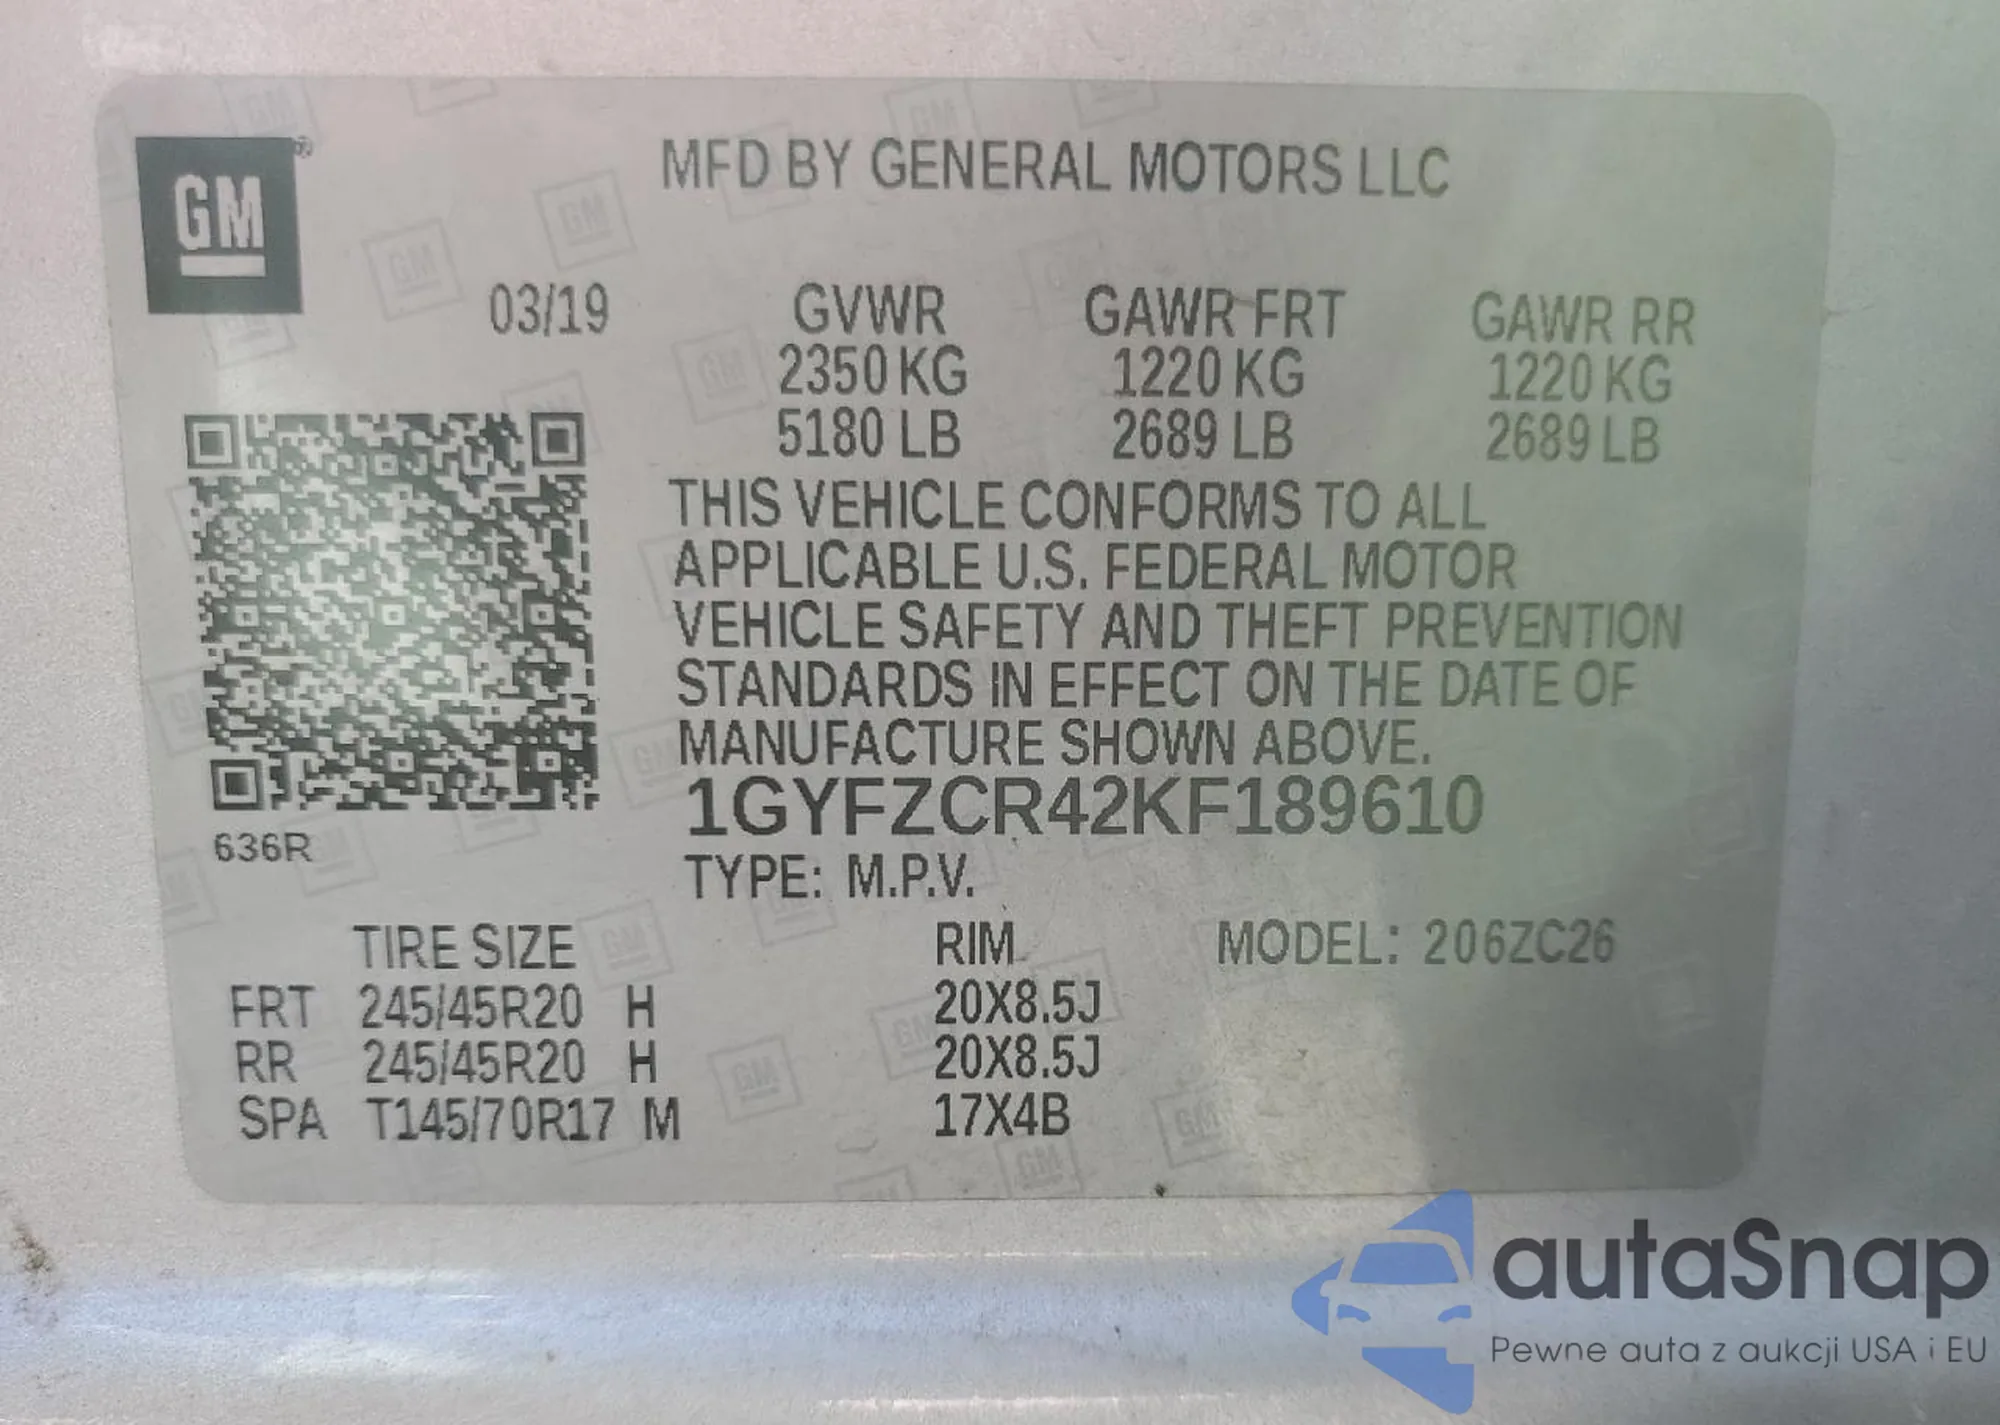 GM®
MFD BY GENERAL MOTORS LLC
03/19 GVWR GAWR FRT GAWR RR
2350 KG 1220 KG 1220 KG
5180 LB 2689 LB 2689 LB
THIS VEHICLE CONFORMS TO ALL
APPLICABLE U.S. FEDERAL MOTOR
VEHICLE SAFETY AND THEFT PREVENTION
STANDARDS IN EFFECT ON THE DATE OF
MANUFACTURE SHOWN ABOVE.
1GYFZCR42KF189610
636R
TYPE: M.P.V.
TIRE SIZE RIM MODEL: 206ZC26
FRT 245/45R20 H 20X8.5J
RR 245/45R20 H 20X8.5J
SPA T145/70R17 M 17X4B
autaSnap
Pewne auta z aukcji USA i EU